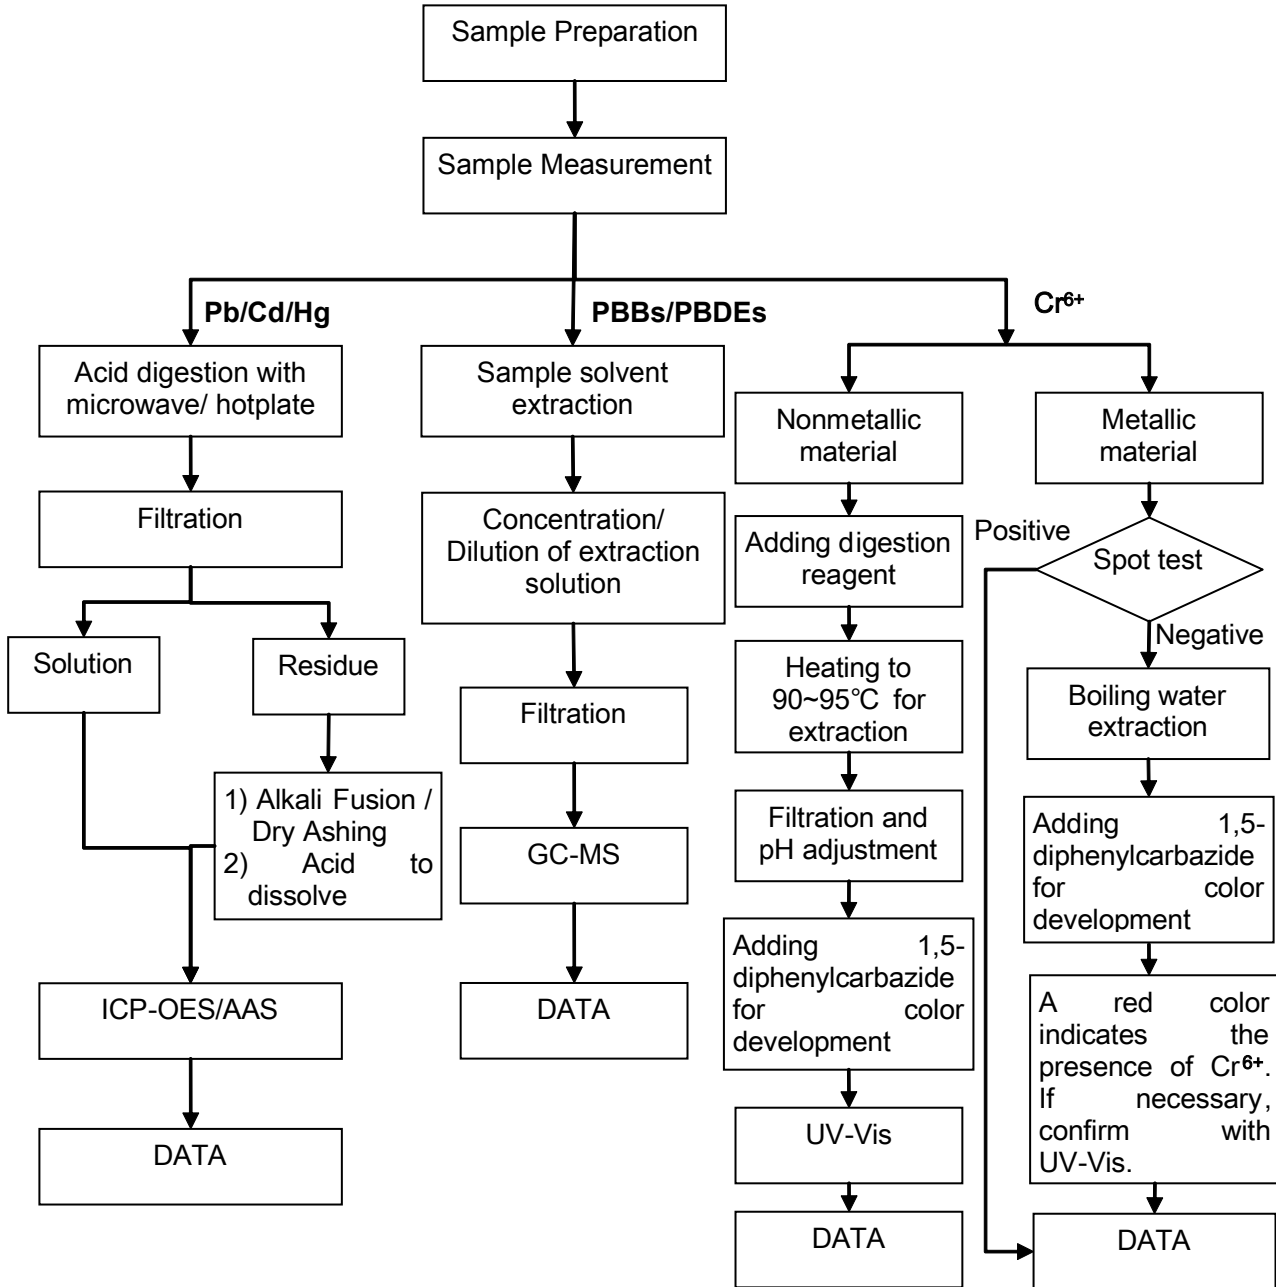 Sample Preparation
Sample Measurement
Pb/Cd/Hg
PBBs/PBDEs
Cr⁶⁺
Acid digestion with
microwave/ hotplate
Filtration
Solution
Residue
1) Alkali Fusion /
Dry Ashing
2) Acid to
dissolve
ICP-OES/AAS
DATA
Sample solvent
extraction
Concentration/
Dilution of extraction
solution
Filtration
GC-MS
DATA
Nonmetallic
material
Adding digestion
reagent
Heating to
90~95℃ for
extraction
Filtration and
pH adjustment
Adding 1,5-
diphenylcarbazide
for color
development
UV-Vis
DATA
Metallic
material
Positive
Spot test
Negative
Boiling water
extraction
Adding 1,5-
diphenylcarbazide
for color
development
A red color
indicates the
presence of Cr⁶⁺.
If necessary,
confirm with
UV-Vis.
DATA